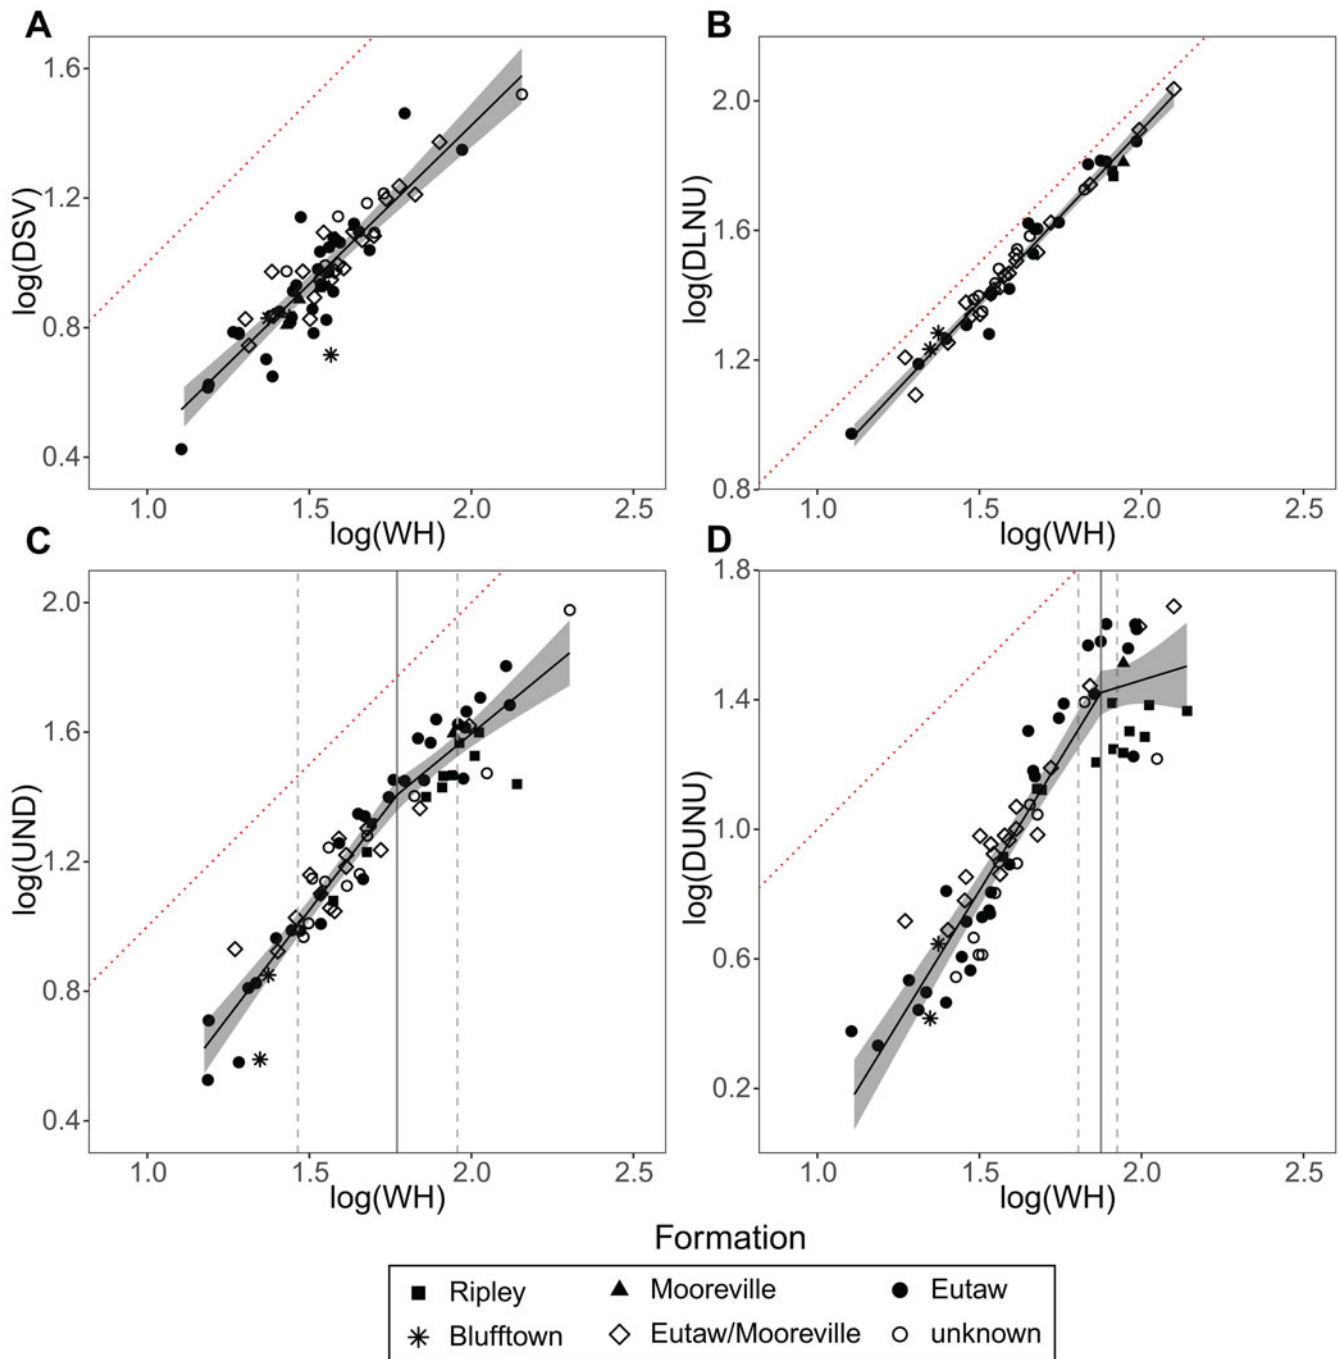 A
B
1.6
1.2
0.8
0.4
log(DSV)
1.0 1.5 2.0 2.5
log(WH)
2.0
1.6
1.2
0.8
log(DLNU)
1.0 1.5 2.0 2.5
log(WH)
C
D
2.0
1.6
1.2
0.8
0.4
log(UND)
1.0 1.5 2.0 2.5
log(WH)
1.8
1.4
1.0
0.6
0.2
log(DUNU)
1.0 1.5 2.0 2.5
log(WH)
Formation
Ripley Mooreville Eutaw
Blufftown Eutaw/Mooreville unknown